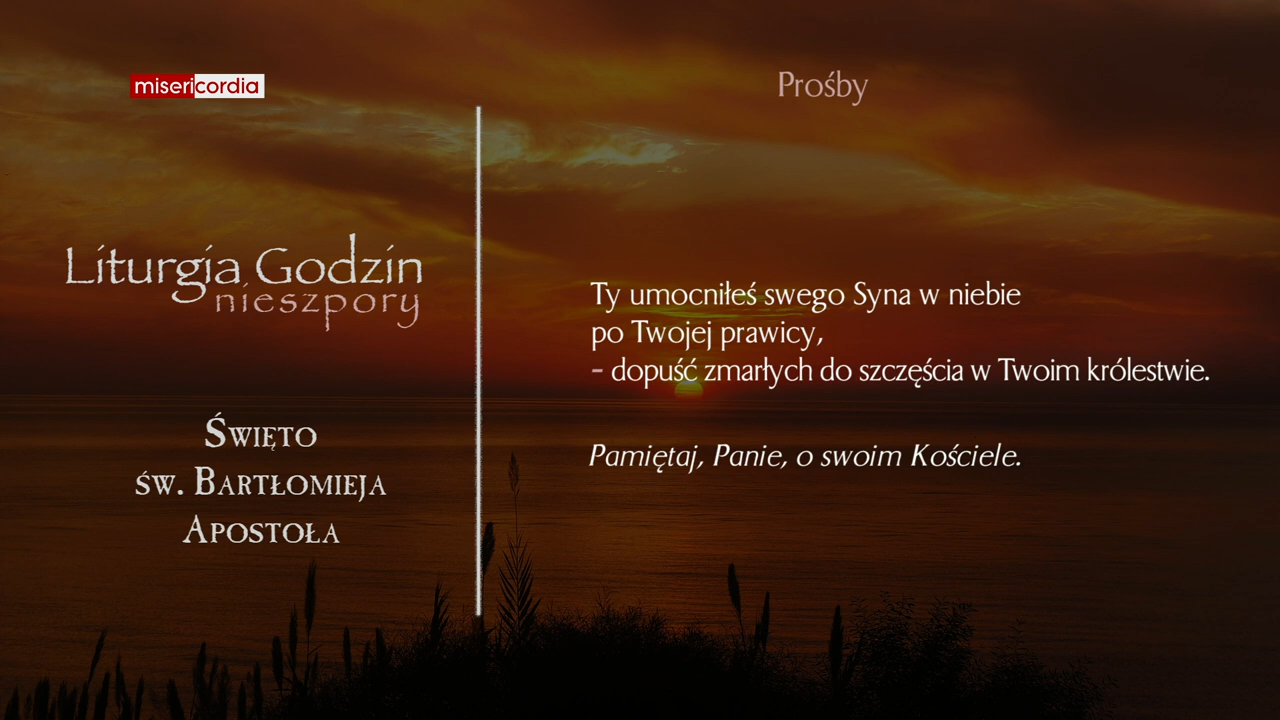 misericordia
Prośby
Liturgia Godzin
nieszpory
Święto
św. Bartłomieja
Apostoła
Ty umocniłeś swego Syna w niebie
po Twojej prawicy,
- dopuść zmarłych do szczęścia w Twoim królestwie.
Pamiętaj, Panie, o swoim Kościele.